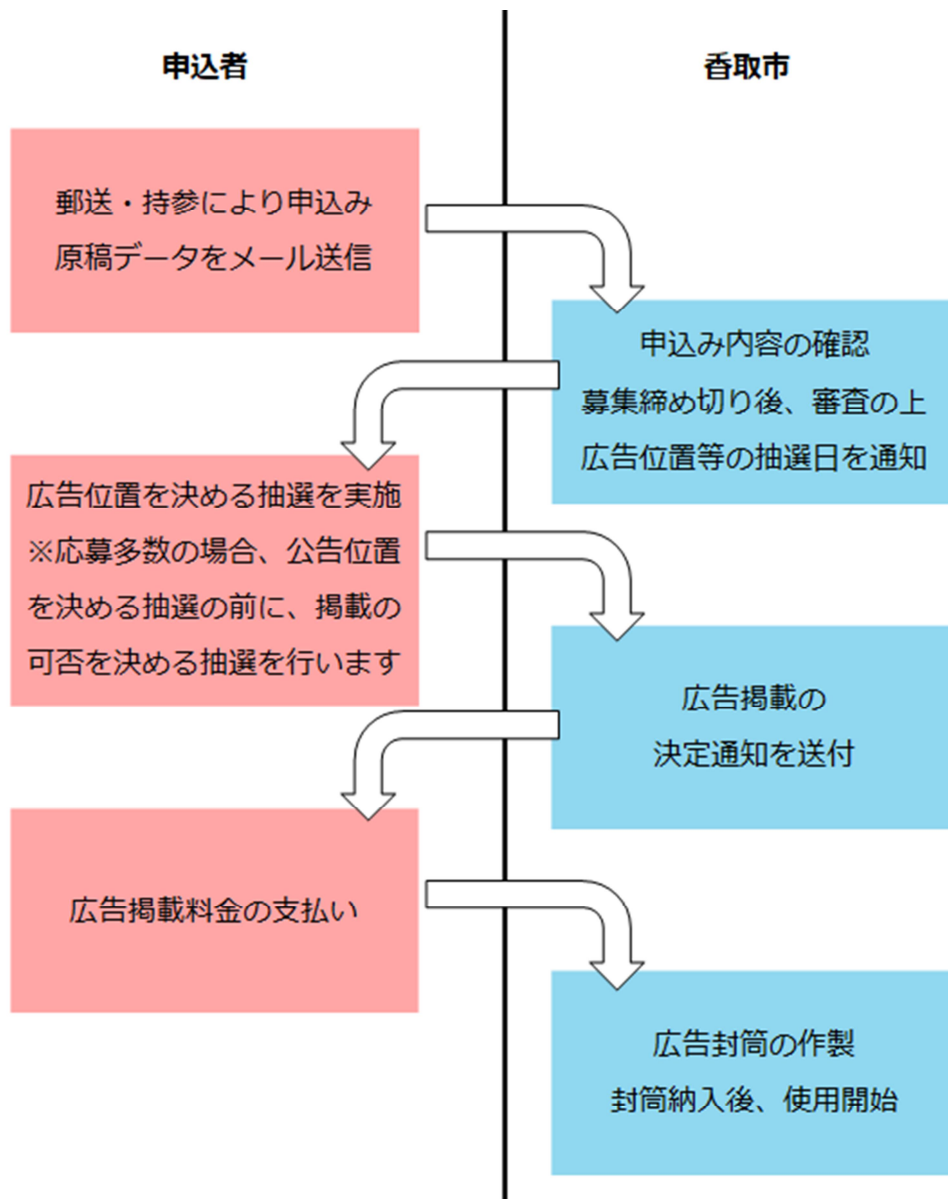 申込者
香取市
郵送・持参により申込み
原稿データをメール送信
申込み内容の確認
募集締め切り後、審査の上
広告位置等の抽選日を通知
広告位置を決める抽選を実施
※応募多数の場合、公告位置
を決める抽選の前に、掲載の
可否を決める抽選を行います
広告掲載の
決定通知を送付
広告掲載料金の支払い
広告封筒の作製
封筒納入後、使用開始